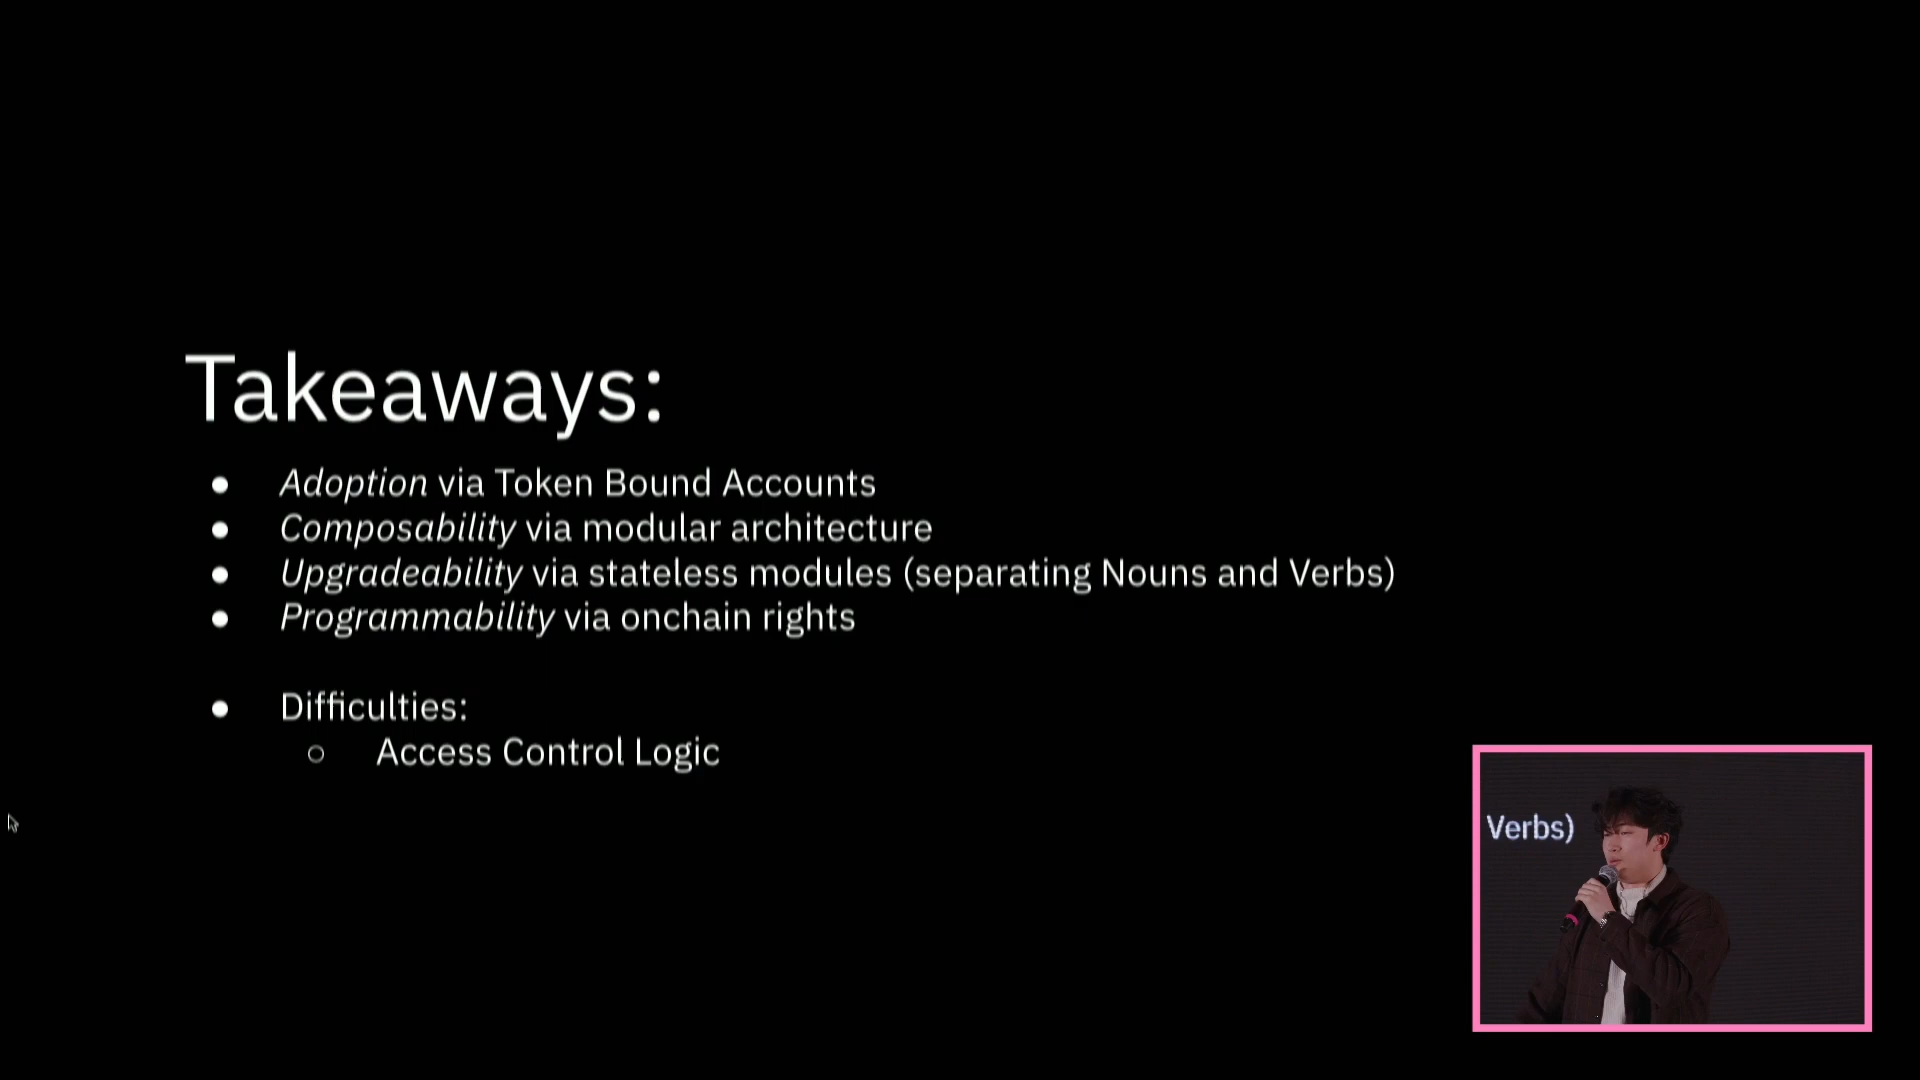 Takeaways:
● Adoption via Token Bound Accounts
● Composability via modular architecture
● Upgradeability via stateless modules (separating Nouns and Verbs)
● Programmability via onchain rights
● Difficulties:
○ Access Control Logic
Verbs)